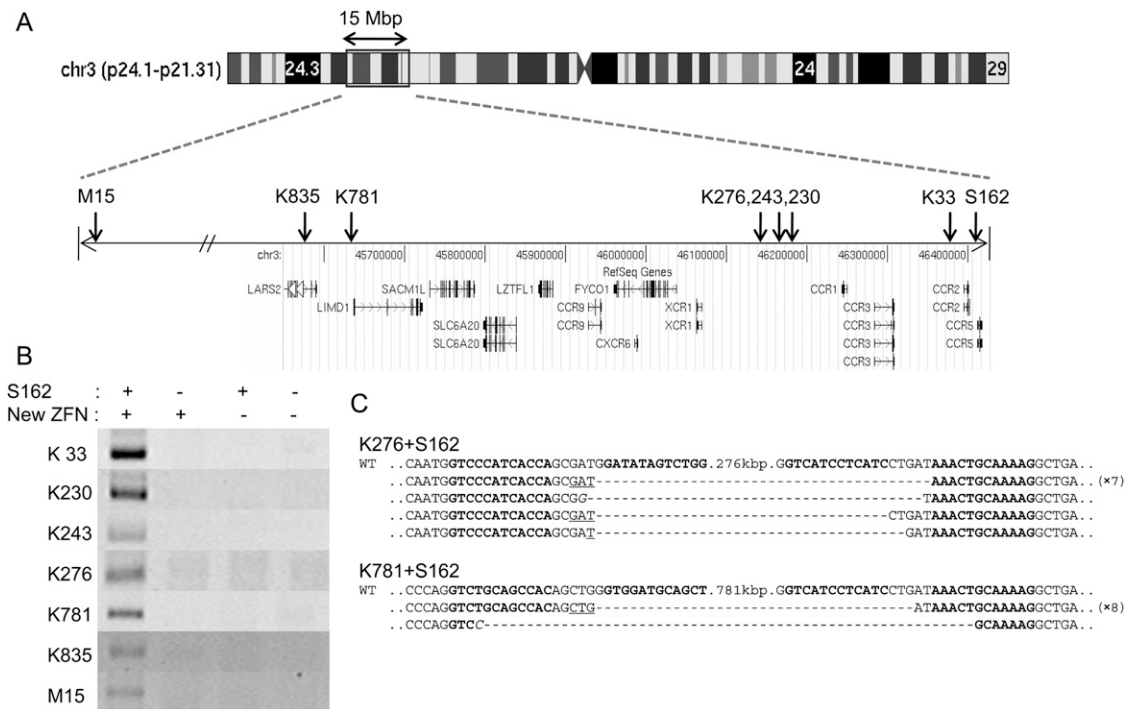 A
15 Mbp
chr3 (p24.1-p21.31)
24.3
24
29
M15
K835
K781
K276,243,230
K33
S162
//
chr3:
45700000
45800000
45900000
46000000
46100000
46200000
46300000
46400000
RefSeq Genes
LARS2
SACM1L
LZTFL1
FYCO1
CCR1
CCR2
LIMD1
CCR9
XCR1
CCR3
CCR2
SLC6A20
CCR9
XCR1
CCR3
CCR5
SLC6A20
CXCR6
CCR3
CCR5
CCR3
B
S162 : + - + -
New ZFN : + + - -
K 33
K230
K243
K276
K781
K835
M15
C
K276+S162
WT ..CAATGGTCCCATCACCAGCGATGGATATAGTCTGG.276kbp.GGTCATCCTCATCCTGATAAACTGCAAAAGGCTGA..
..CAATGGTCCCATCACCAGCGAT----------------------------------AAACTGCAAAAGGCTGA.. (×7)
..CAATGGTCCCATCACCAGCGG----------------------------------TAAACTGCAAAAGGCTGA..
..CAATGGTCCCATCACCAGCGAT------------------------------CTGATAAACTGCAAAAGGCTGA..
..CAATGGTCCCATCACCAGCGAT--------------------------------GATAAACTGCAAAAGGCTGA..
K781+S162
WT ..CCCAGGTCTGCAGCCACAGCTGGGTGGATGCAGCT.781kbp.GGTCATCCTCATCCTGATAAACTGCAAAAGGCTGA..
..CCCAGGTCTGCAGCCACAGCTG---------------------------------ATAAACTGCAAAAGGCTGA.. (×8)
..CCCAGGTCC----------------------------------------------------GCAAAAGGCTGA..